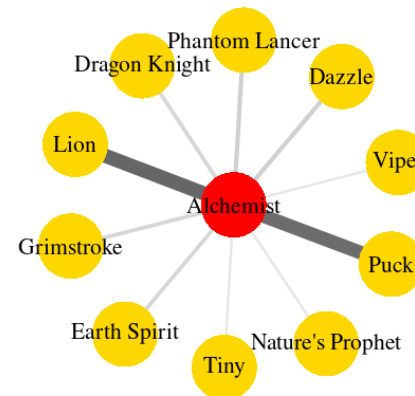 Phantom Lancer
Dragon Knight
Dazzle
Lion
Vipe
Alchemist
Grimstroke
Puck
Earth Spirit
Nature's Prophet
Tiny